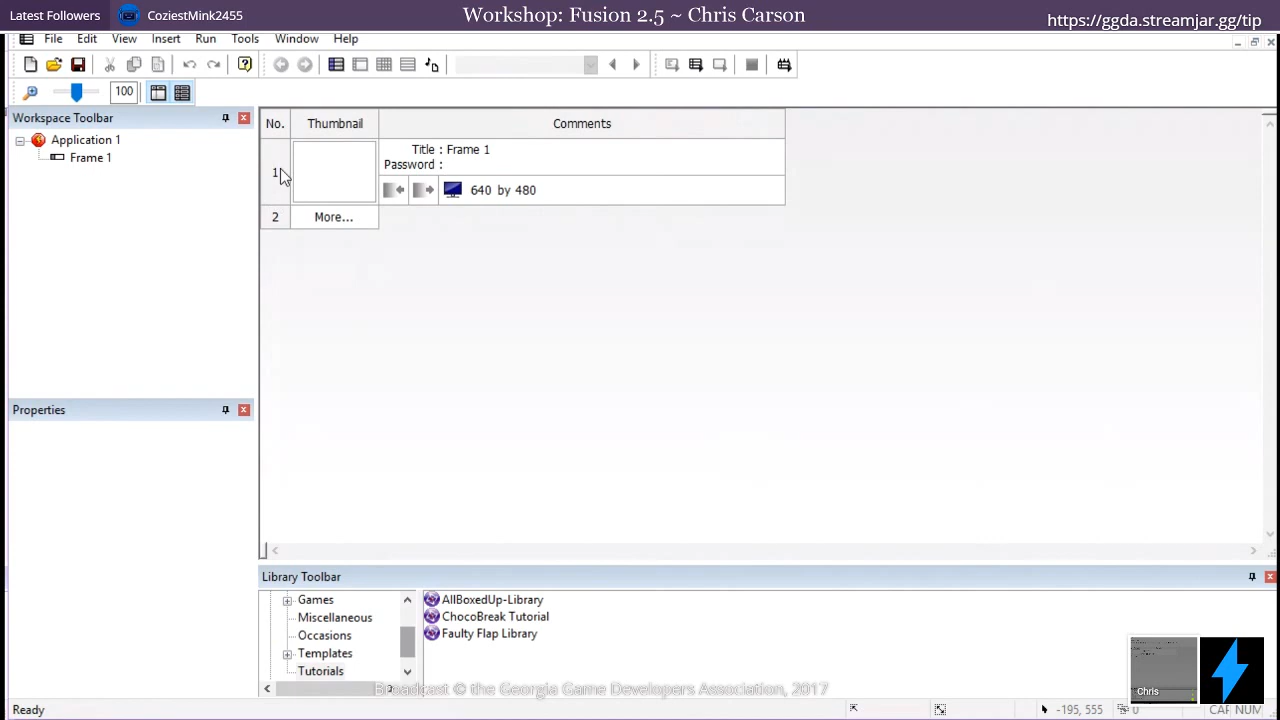 Latest Followers CoziestMink2455 Workshop: Fusion 2.5 ~ Chris Carson https://ggda.streamjar.gg/tip
File Edit View Insert Run Tools Window Help
100
Workspace Toolbar
Application 1
Frame 1
No. Thumbnail Comments
1 Title : Frame 1
Password :
640 by 480
2 More...
Properties
Library Toolbar
Games
Miscellaneous
Occasions
Templates
Tutorials
AllBoxedUp-Library
ChocoBreak Tutorial
Faulty Flap Library
Chris
Broadcast © the Georgia Game Developers Association, 2017
Ready -195, 555 0 CAP NUM